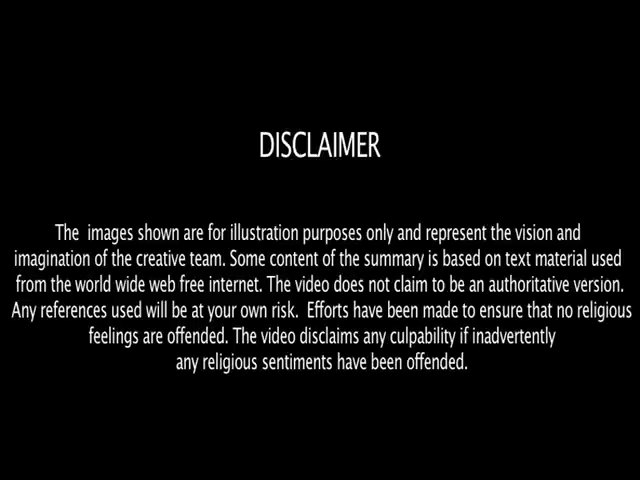 DISCLAIMER
The  images shown are for illustration purposes only and represent the vision and
imagination of the creative team. Some content of the summary is based on text material used
from the world wide web free internet. The video does not claim to be an authoritative version.
Any references used will be at your own risk.  Efforts have been made to ensure that no religious
feelings are offended. The video disclaims any culpability if inadvertently
any religious sentiments have been offended.